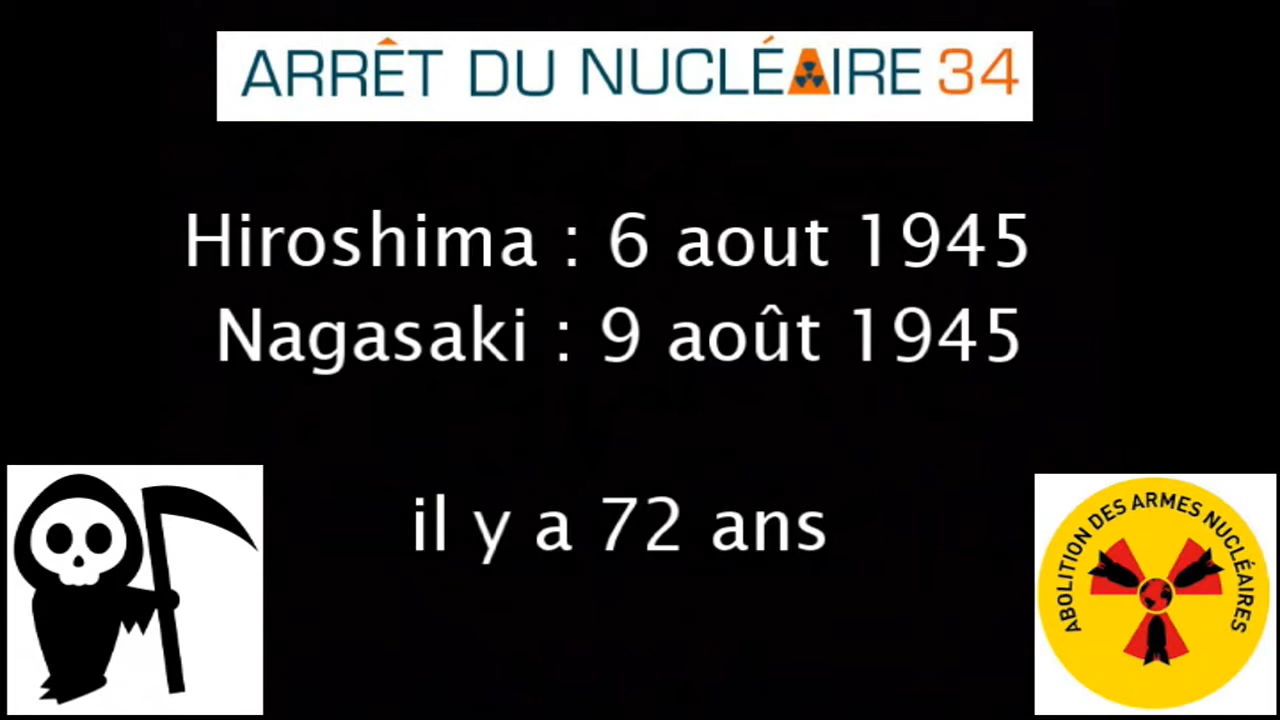 ARRÊT DU NUCLÉAIRE 34
Hiroshima : 6 aout 1945
Nagasaki : 9 août 1945
il y a 72 ans
ABOLITION DES ARMES NUCLÉAIRES